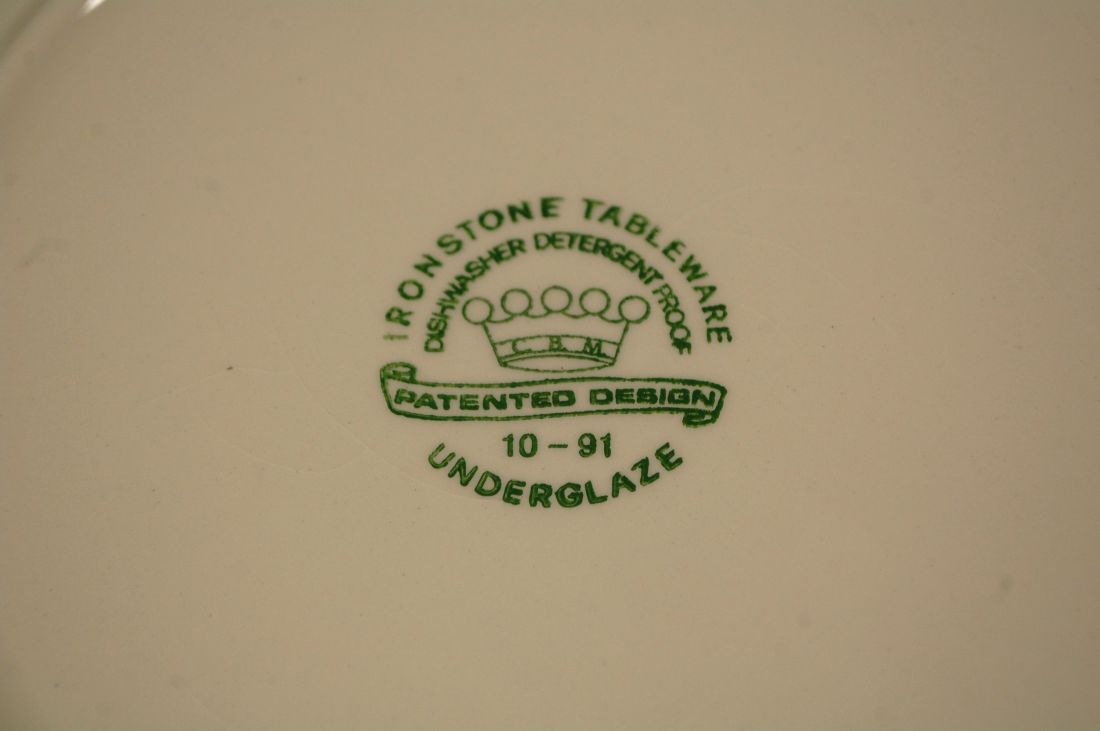 IRONSTONE TABLEWARE
DISHWASHER DETERGENT PROOF
C. B. M.
PATENTED DESIGN
10 - 91
UNDERGLAZE